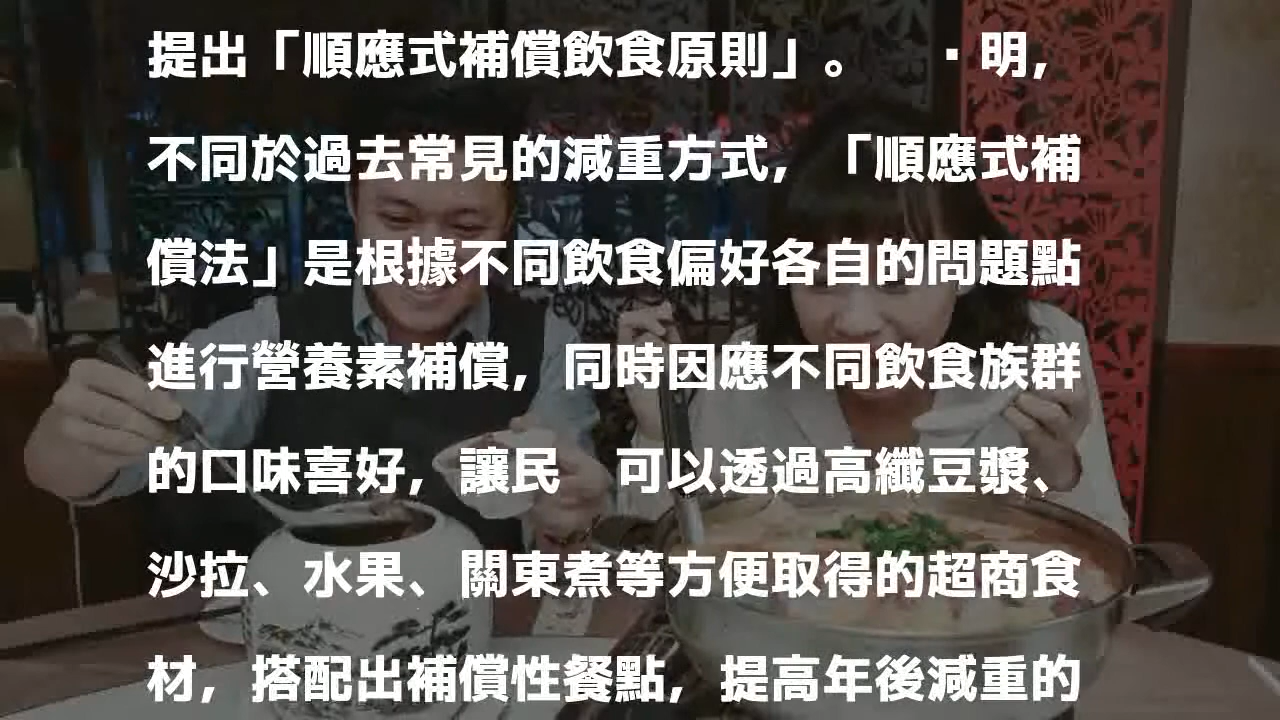 提出「順應式補償飲食原則」。　・明，
不同於過去常見的減重方式，「順應式補
償法」是根據不同飲食偏好各自的問題點
進行營養素補償，同時因應不同飲食族群
的口味喜好，讓民　可以透過高纖豆漿、
沙拉、水果、關東煮等方便取得的超商食
材，搭配出補償性餐點，提高年後減重的